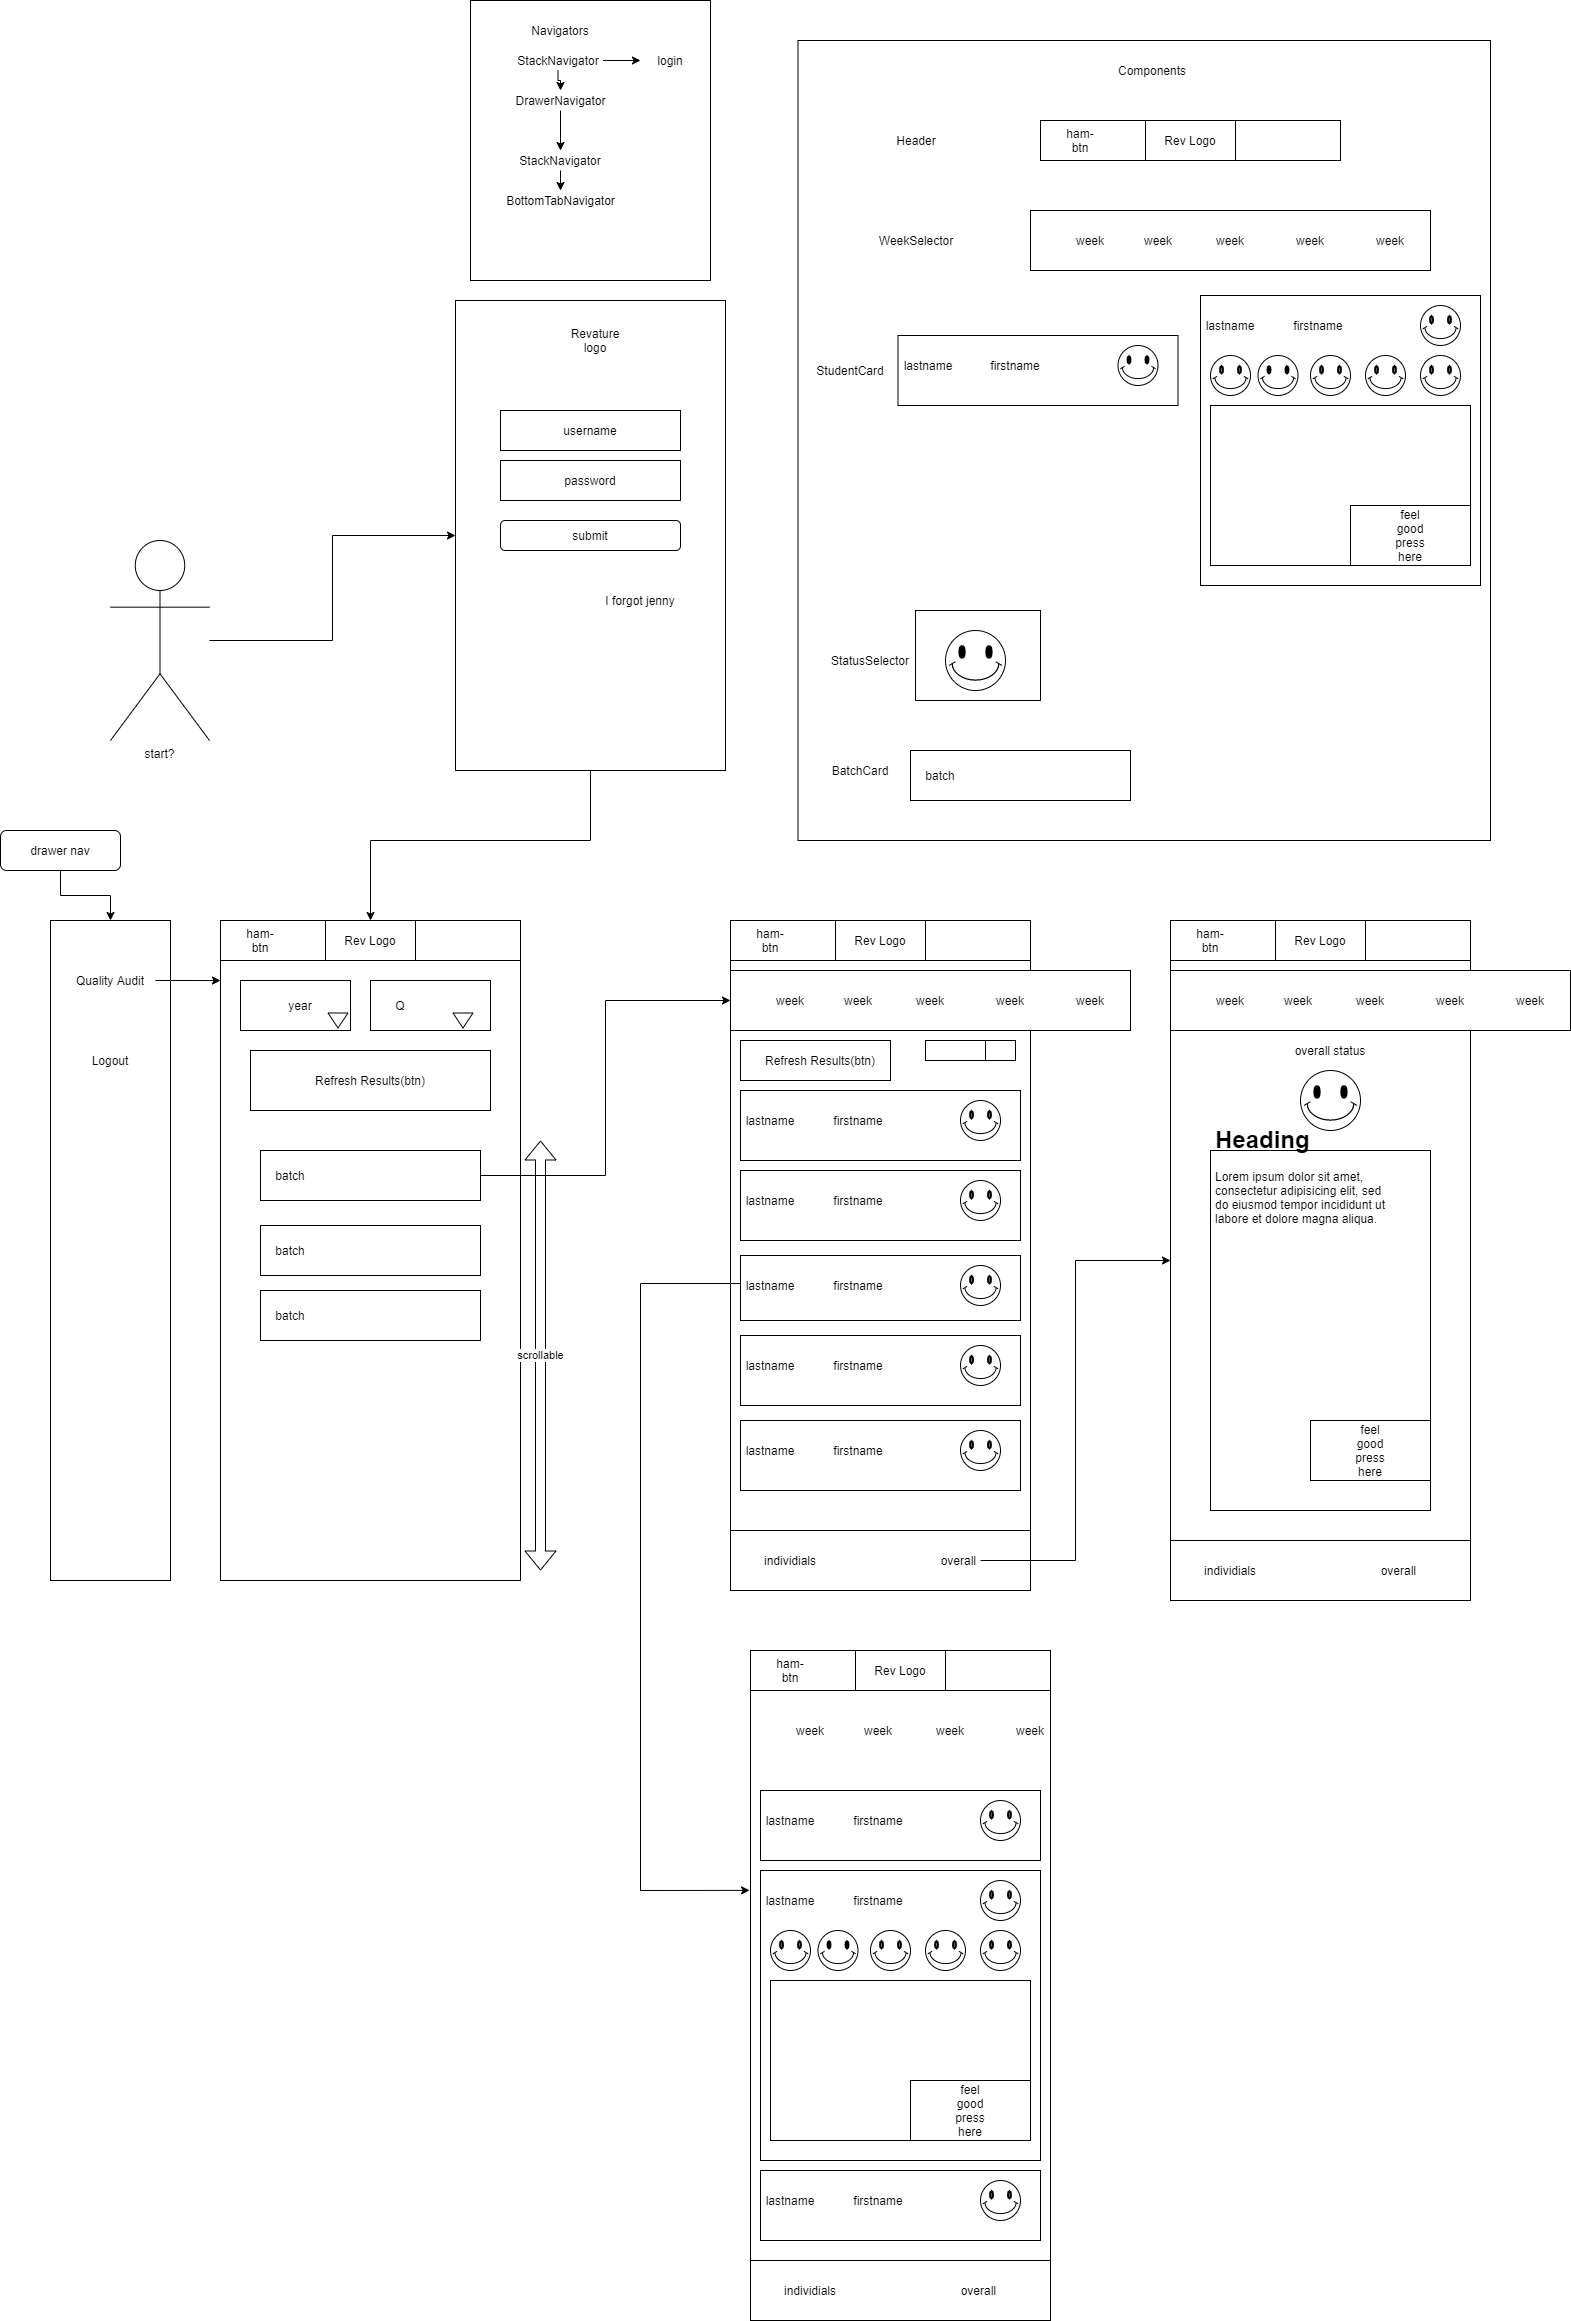 Navigators
StackNavigator
login
DrawerNavigator
StackNavigator
BottomTabNavigator
Components
Header
ham-
btn
Rev Logo
WeekSelector
week
week
week
week
week
StudentCard
lastname
firstname
lastname
firstname
feel
good
press
here
StatusSelector
BatchCard
batch
Revature
logo
username
password
submit
I forgot jenny
start?
drawer nav
Quality Audit
Logout
ham-
btn
Rev Logo
year
Q
Refresh Results(btn)
batch
batch
batch
scrollable
ham-
btn
Rev Logo
week
week
week
week
week
Refresh Results(btn)
lastname
firstname
lastname
firstname
lastname
firstname
lastname
firstname
lastname
firstname
individials
overall
ham-
btn
Rev Logo
week
week
week
week
week
overall status
Heading
Lorem ipsum dolor sit amet,
consectetur adipisicing elit, sed
do eiusmod tempor incididunt ut
labore et dolore magna aliqua.
feel
good
press
here
individials
overall
ham-
btn
Rev Logo
week
week
week
week
lastname
firstname
lastname
firstname
feel
good
press
here
lastname
firstname
individials
overall